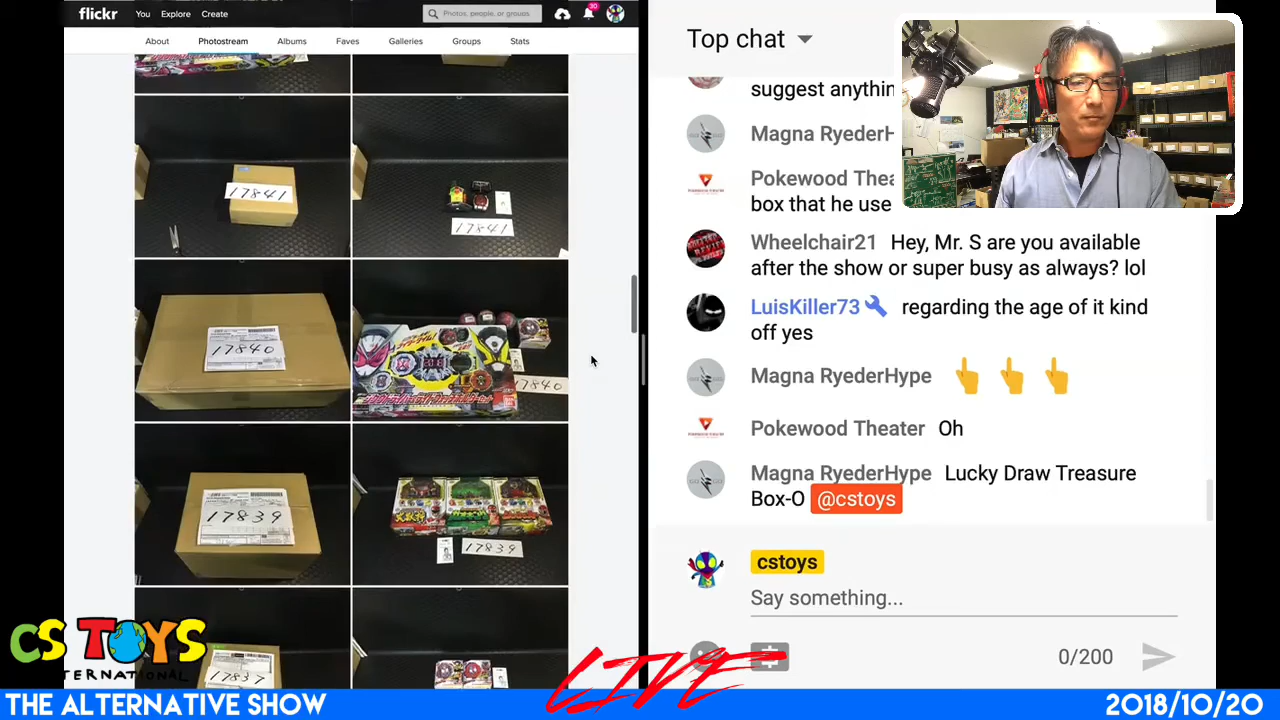 flickr
You Explore Create
Photos, people, or groups
30
About Photostream Albums Faves Galleries Groups Stats
17841
17841
17840
17840
17839
17839
17837
Top chat
suggest anythin
Magna RyederH
Pokewood Thea
box that he use
Wheelchair21 Hey, Mr. S are you available
after the show or super busy as always? lol
LuisKiller73 regarding the age of it kind
off yes
Magna RyederHype 👆 👆 👆
Pokewood Theater Oh
Magna RyederHype Lucky Draw Treasure
Box-O @cstoys
cstoys
Say something...
0/200
CS TOYS
INTERNATIONAL
LIVE
THE ALTERNATIVE SHOW
2018/10/20